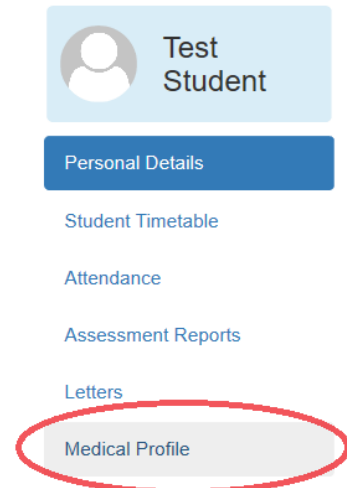 Test
Student
Personal Details
Student Timetable
Attendance
Assessment Reports
Letters
Medical Profile